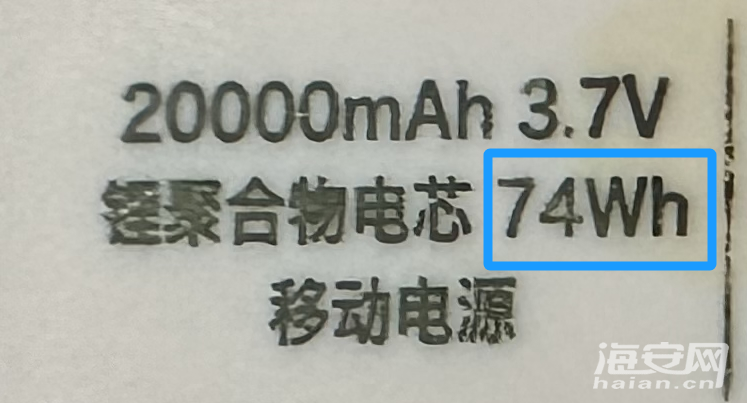 20000mAh 3.7V
锂聚合物电芯 74Wh
移动电源
海安网
haian.cn